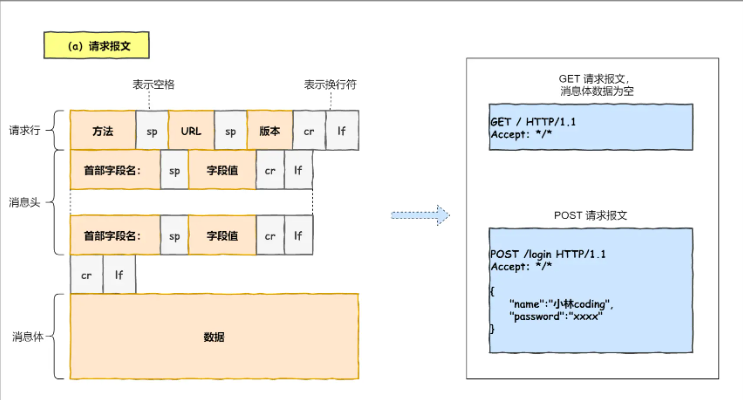 （a）请求报文
表示空格
表示换行符
请求行
方法 sp URL sp 版本 cr lf
消息头
首部字段名： sp 字段值 cr lf
首部字段名： sp 字段值 cr lf
cr lf
消息体
数据
GET 请求报文，
消息体数据为空
GET / HTTP/1.1
Accept: */*
POST 请求报文
POST /login HTTP/1.1
Accept: */*
{
"name":"小林coding",
"password":"xxxx"
}